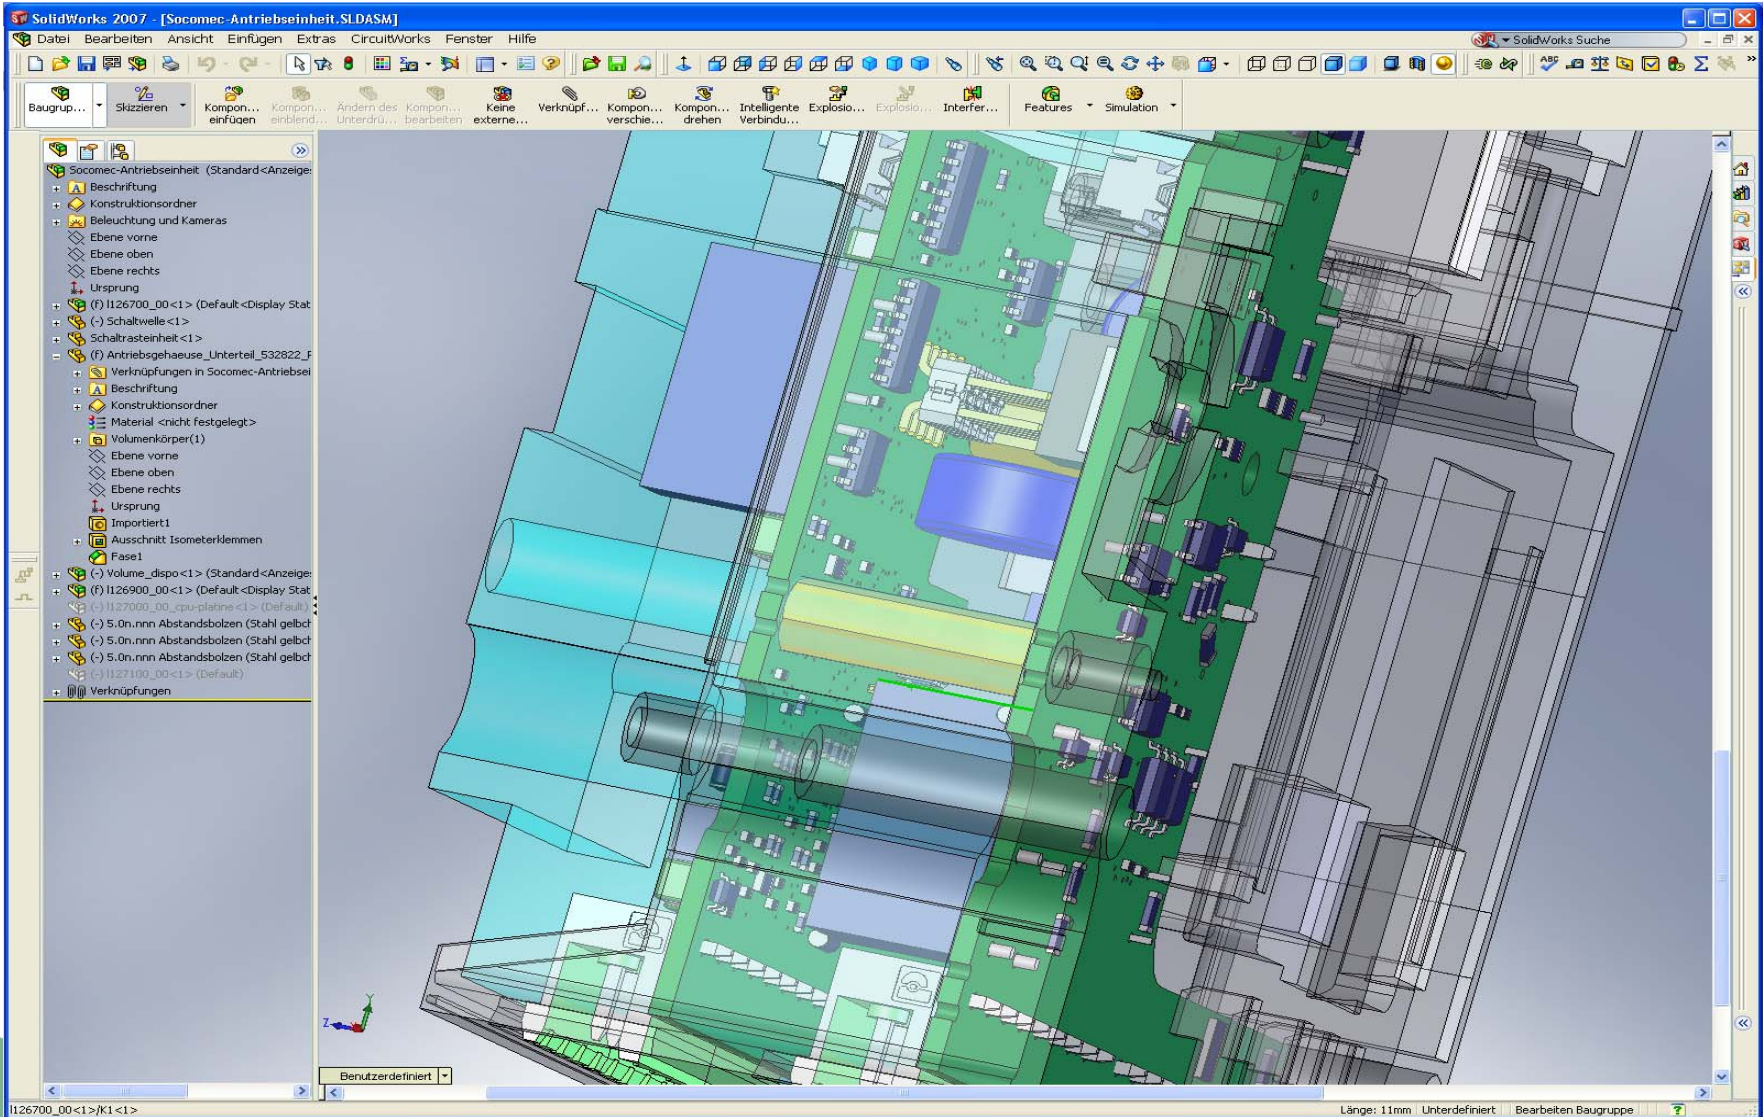 SolidWorks 2007 - [Socomec-Antriebseinheit.SLDASM]
Datei Bearbeiten Ansicht Einfügen Extras CircuitWorks Fenster Hilfe
SolidWorks Suche
Baugrup... Skizzieren
Kompon... einfügen
Kompon... einblend...
Ändern des Unterdrü...
Kompon... bearbeiten
Keine externe...
Verknüpf...
Kompon... verschie...
Kompon... drehen
Intelligente Verbindu...
Explosio...
Explosio...
Interfer...
Features
Simulation
Socomec-Antriebseinheit (Standard<Anzeige:
Beschriftung
Konstruktionsordner
Beleuchtung und Kameras
Ebene vorne
Ebene oben
Ebene rechts
Ursprung
(f) l126700_00<1> (Default<Display Stat
(-) Schaltwelle<1>
Schaltrasteinheit<1>
(f) Antriebsgehaeuse_Unterteil_532822_F
Verknüpfungen in Socomec-Antriebsei
Beschriftung
Konstruktionsordner
Material <nicht festgelegt>
Volumenkörper(1)
Ebene vorne
Ebene oben
Ebene rechts
Ursprung
Importiert1
Ausschnitt Isometerklemmen
Fase1
(-) Volume_dispo<1> (Standard<Anzeige:
(f) l126900_00<1> (Default<Display Stat
(-) l127000_00_cpu-platine<1> (Default)
(-) 5.0n.nnn Abstandsbolzen (Stahl gelbch
(-) 5.0n.nnn Abstandsbolzen (Stahl gelbch
(-) 5.0n.nnn Abstandsbolzen (Stahl gelbch
(-) l127100_00<1> (Default)
Verknüpfungen
Y
Z
Benutzerdefiniert
l126700_00<1>/K1<1>
Länge: 11mm Unterdefiniert Bearbeiten Baugruppe